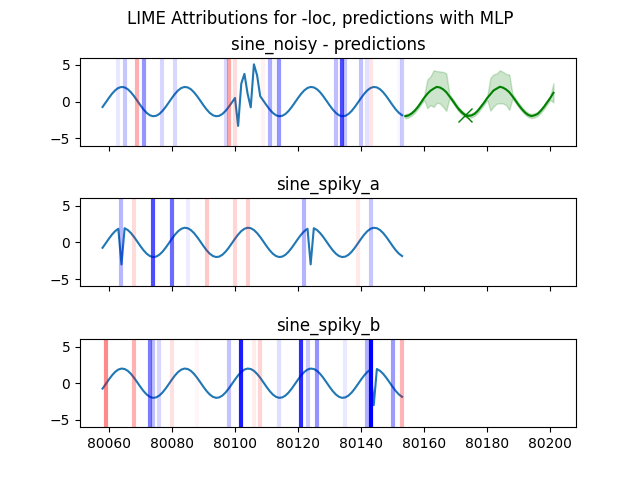 LIME Attributions for -loc, predictions with MLP
sine_noisy - predictions
5
0
−5
sine_spiky_a
5
0
−5
sine_spiky_b
5
0
−5
80060 80080 80100 80120 80140 80160 80180 80200